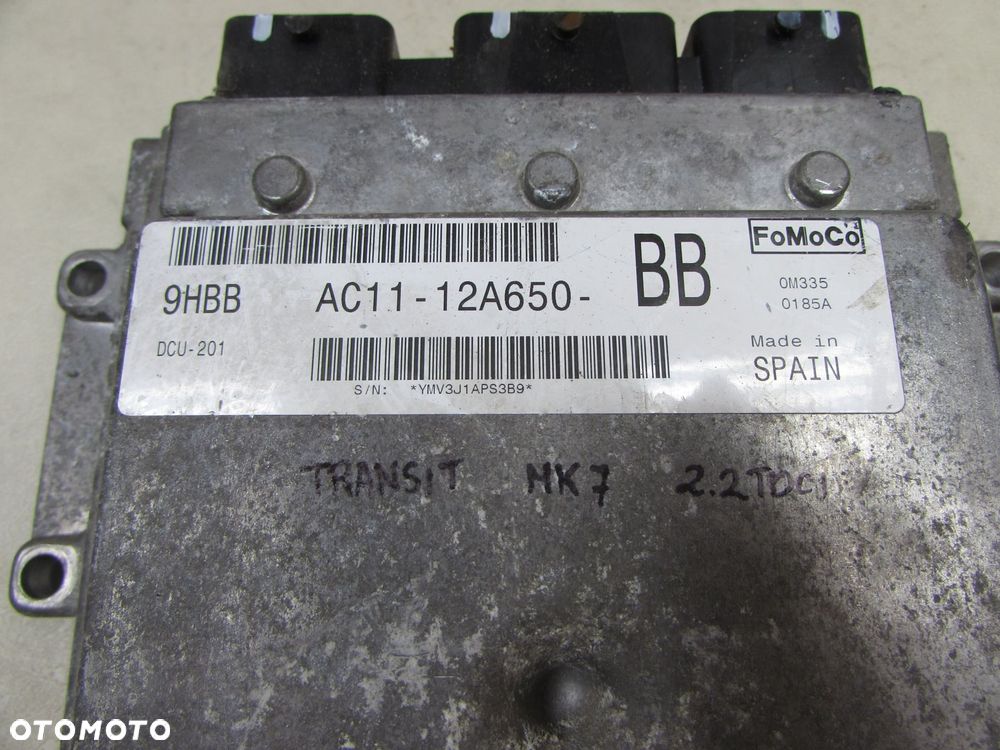 FoMoCo
9HBB AC11-12A650- BB
0M335
0185A
DCU-201
Made in
SPAIN
S/N: *YMV3J1APS3B9*
TRANSIT MK7 2.2TDCI
OTOMOTO